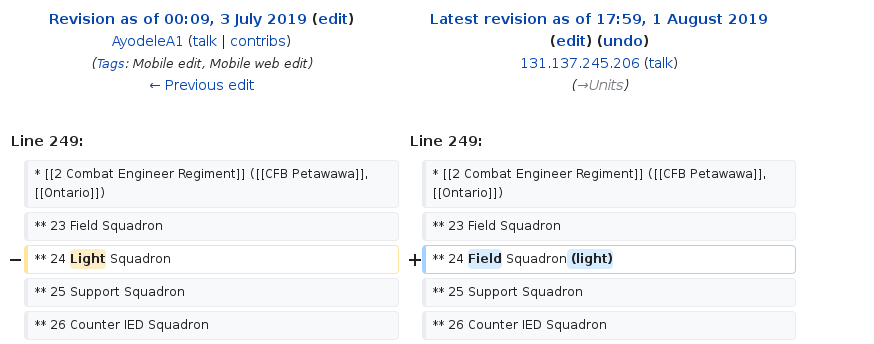 Revision as of 00:09, 3 July 2019 (edit)
AyodeleA1 (talk | contribs)
(Tags: Mobile edit, Mobile web edit)
← Previous edit
Latest revision as of 17:59, 1 August 2019
(edit) (undo)
131.137.245.206 (talk)
(→Units)
Line 249:
Line 249:
* [[2 Combat Engineer Regiment]] ([[CFB Petawawa]],
[[Ontario]])
* [[2 Combat Engineer Regiment]] ([[CFB Petawawa]],
[[Ontario]])
** 23 Field Squadron
** 23 Field Squadron
− ** 24 Light Squadron
+ ** 24 Field Squadron (light)
** 25 Support Squadron
** 25 Support Squadron
** 26 Counter IED Squadron
** 26 Counter IED Squadron